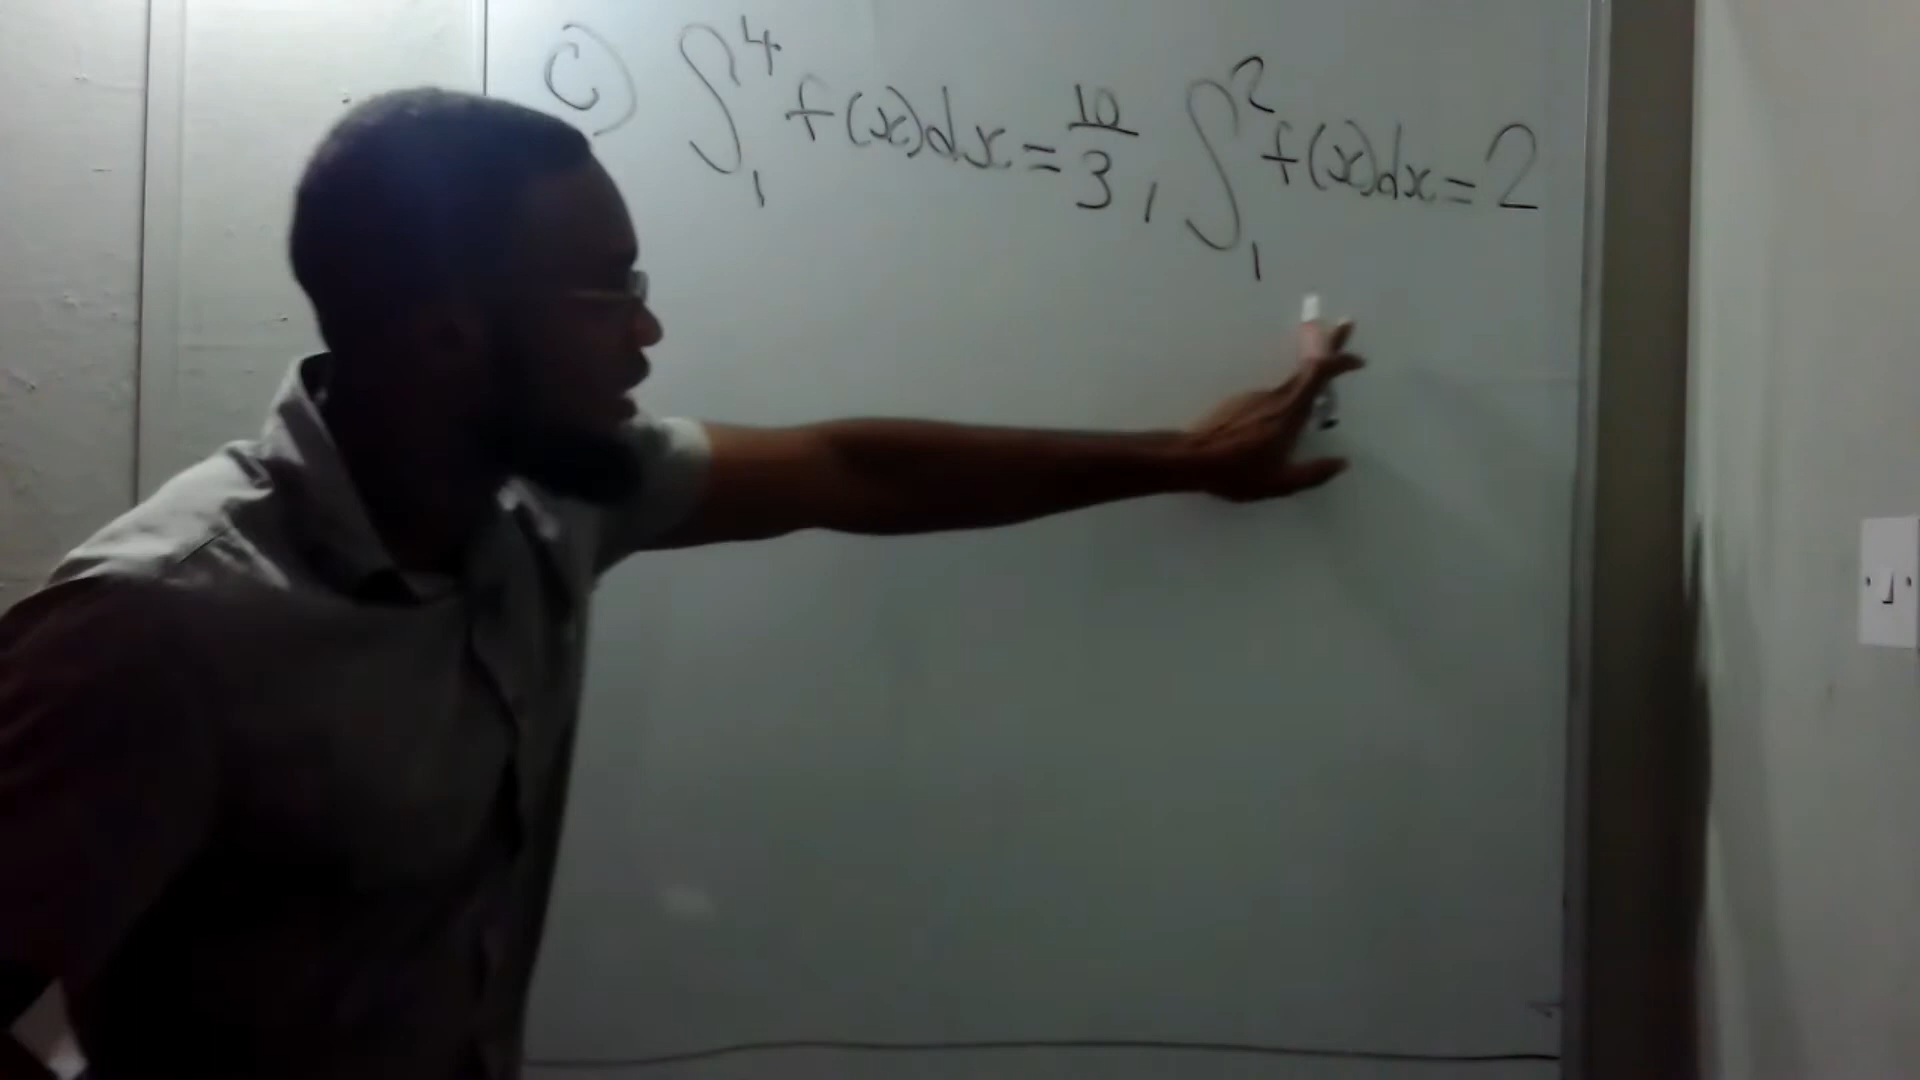 c) ∫₁⁴ f(x)dx = 10/3, ∫₁² f(x)dx = 2